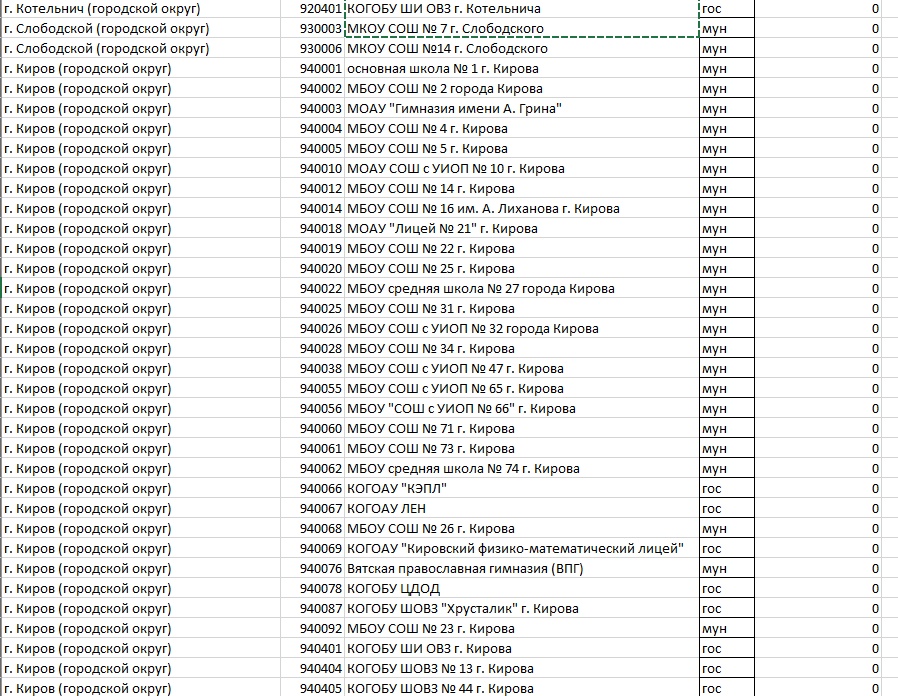 г. Котельнич (городской округ) 920401 КОГОБУ ШИ ОВЗ г. Котельнича гос 0
г. Слободской (городской округ) 930003 МКОУ СОШ № 7 г. Слободского мун 0
г. Слободской (городской округ) 930006 МКОУ СОШ №14 г. Слободского мун 0
г. Киров (городской округ) 940001 основная школа № 1 г. Кирова мун 0
г. Киров (городской округ) 940002 МБОУ СОШ № 2 города Кирова мун 0
г. Киров (городской округ) 940003 МОАУ "Гимназия имени А. Грина" мун 0
г. Киров (городской округ) 940004 МБОУ СОШ № 4 г. Кирова мун 0
г. Киров (городской округ) 940005 МБОУ СОШ № 5 г. Кирова мун 0
г. Киров (городской округ) 940010 МОАУ СОШ с УИОП № 10 г. Кирова мун 0
г. Киров (городской округ) 940012 МБОУ СОШ № 14 г. Кирова мун 0
г. Киров (городской округ) 940014 МБОУ СОШ № 16 им. А. Лиханова г. Кирова мун 0
г. Киров (городской округ) 940018 МОАУ "Лицей № 21" г. Кирова мун 0
г. Киров (городской округ) 940019 МБОУ СОШ № 22 г. Кирова мун 0
г. Киров (городской округ) 940020 МБОУ СОШ № 25 г. Кирова мун 0
г. Киров (городской округ) 940022 МБОУ средняя школа № 27 города Кирова мун 0
г. Киров (городской округ) 940025 МБОУ СОШ № 31 г. Кирова мун 0
г. Киров (городской округ) 940026 МБОУ СОШ с УИОП № 32 города Кирова мун 0
г. Киров (городской округ) 940028 МБОУ СОШ № 34 г. Кирова мун 0
г. Киров (городской округ) 940038 МБОУ СОШ с УИОП № 47 г. Кирова мун 0
г. Киров (городской округ) 940055 МБОУ СОШ с УИОП № 65 г. Кирова мун 0
г. Киров (городской округ) 940056 МБОУ "СОШ с УИОП № 66" г. Кирова мун 0
г. Киров (городской округ) 940060 МБОУ СОШ № 71 г. Кирова мун 0
г. Киров (городской округ) 940061 МБОУ СОШ № 73 г. Кирова мун 0
г. Киров (городской округ) 940062 МБОУ средняя школа № 74 г. Кирова мун 0
г. Киров (городской округ) 940066 КОГОАУ "КЭПЛ" гос 0
г. Киров (городской округ) 940067 КОГОАУ ЛЕН гос 0
г. Киров (городской округ) 940068 МБОУ СОШ № 26 г. Кирова мун 0
г. Киров (городской округ) 940069 КОГОАУ "Кировский физико-математический лицей" гос 0
г. Киров (городской округ) 940076 Вятская православная гимназия (ВПГ) мун 0
г. Киров (городской округ) 940078 КОГОБУ ЦДОД гос 0
г. Киров (городской округ) 940087 КОГОБУ ШОВЗ "Хрусталик" г. Кирова гос 0
г. Киров (городской округ) 940092 МБОУ СОШ № 23 г. Кирова мун 0
г. Киров (городской округ) 940401 КОГОБУ ШИ ОВЗ г. Кирова гос 0
г. Киров (городской округ) 940404 КОГОБУ ШОВЗ № 13 г. Кирова гос 0
г. Киров (городской округ) 940405 КОГОБУ ШОВЗ № 44 г. Кирова гос 0